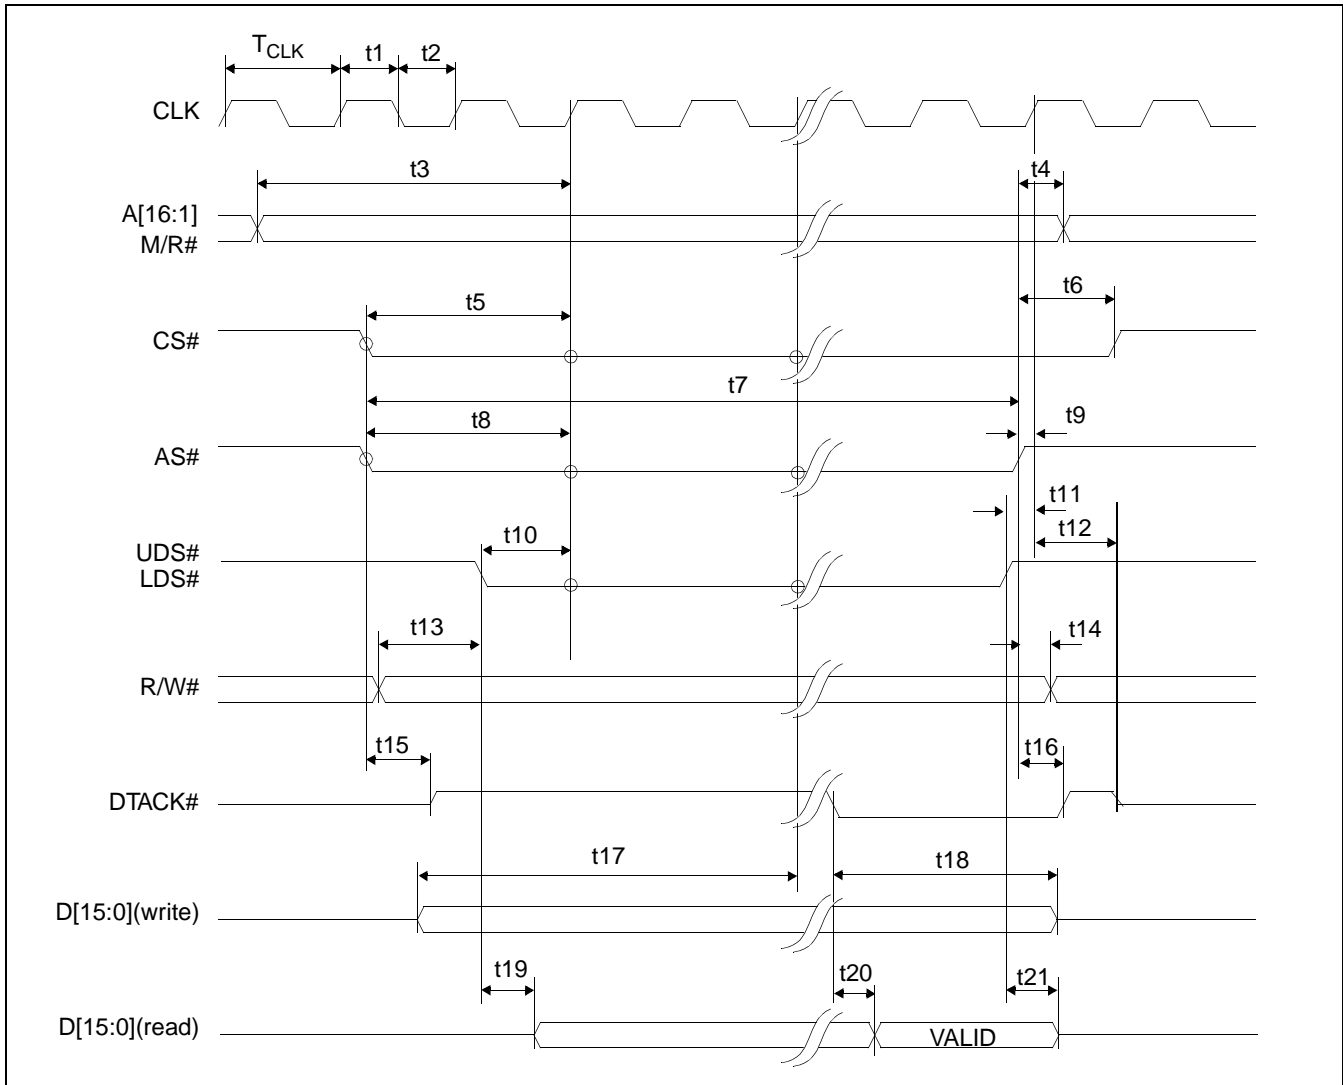 TCLK t1 t2
CLK
t3 t4
A[16:1]
M/R#
t5 t6
CS#
t7
t8 t9
AS#
t11
t10 t12
UDS#
LDS#
t13 t14
R/W#
t15 t16
DTACK#
t17 t18
D[15:0](write)
t19 t20 t21
D[15:0](read) VALID